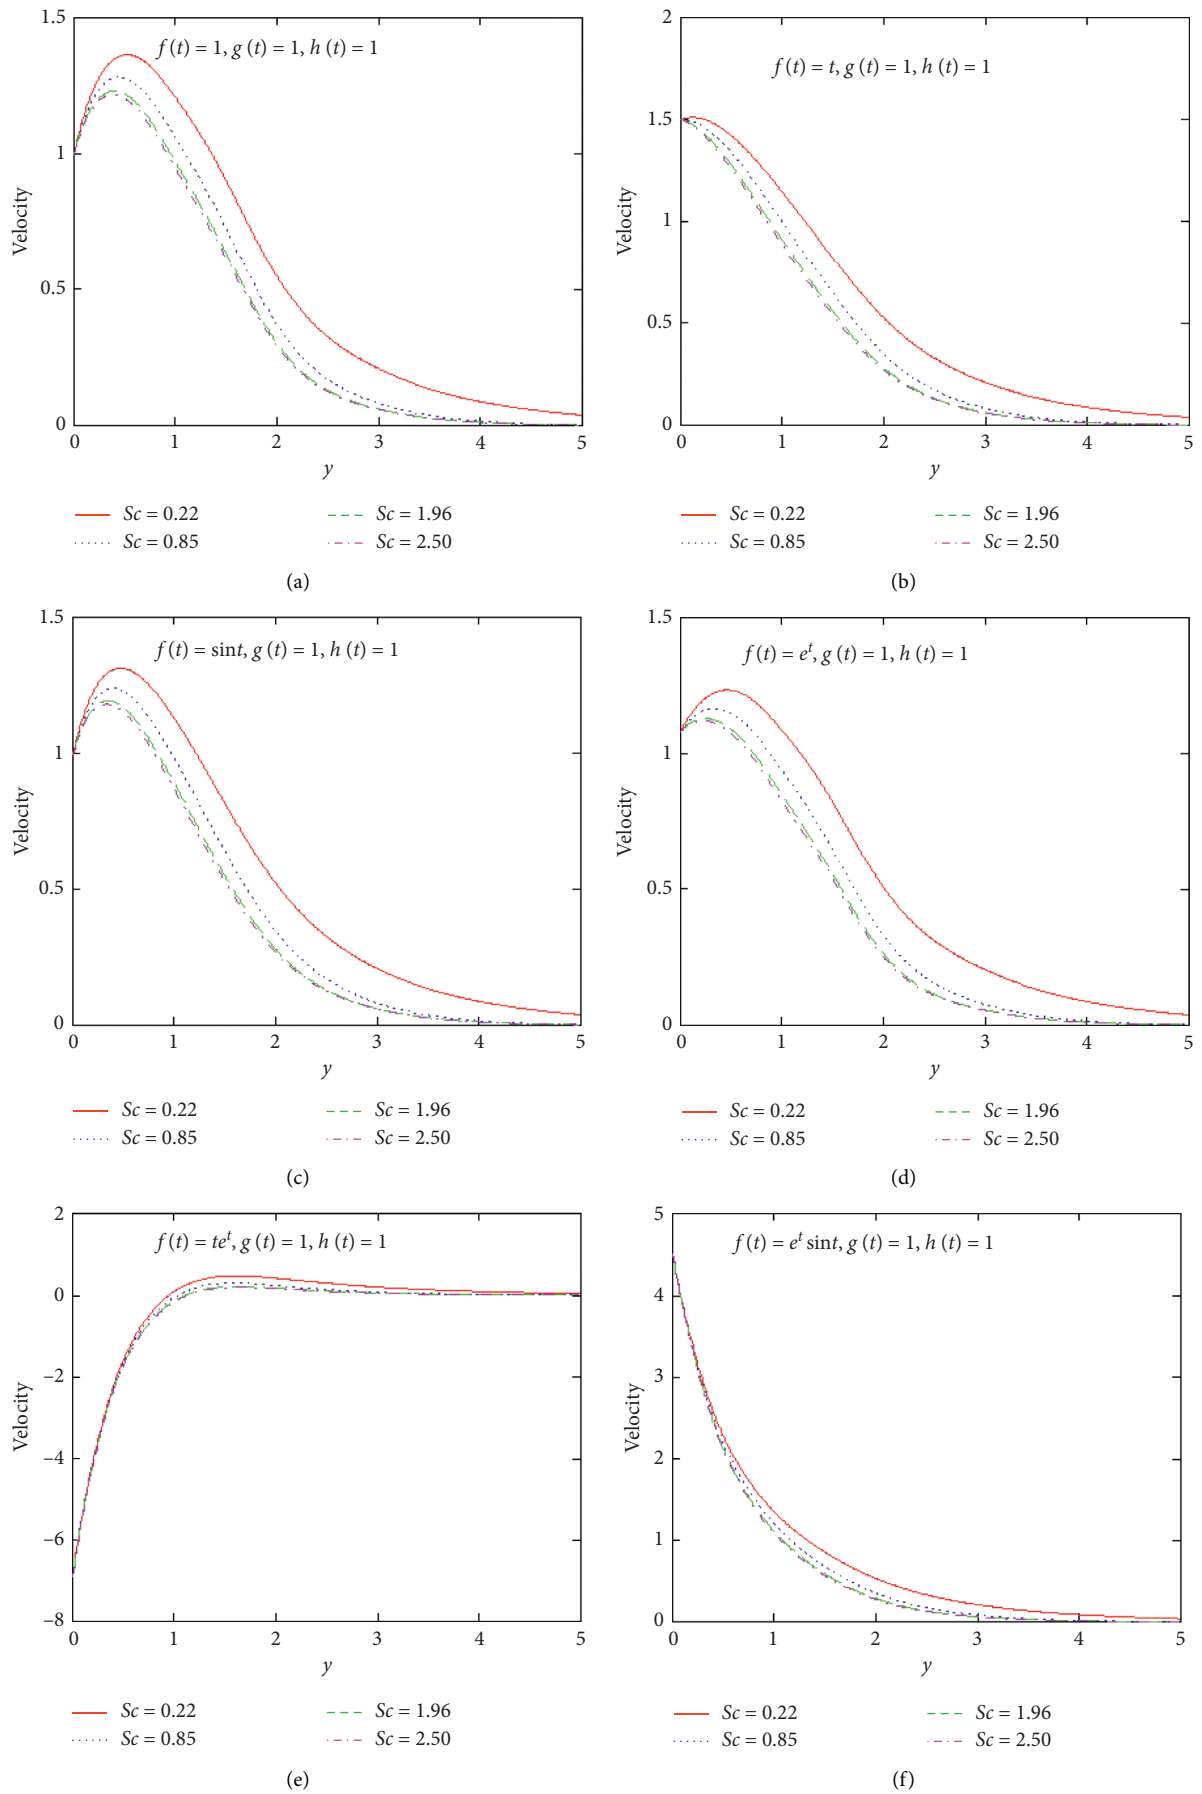 f(t) = 1, g(t) = 1, h(t) = 1
1.5
1
0.5
0
Velocity
0 1 2 3 4 5
y
Sc = 0.22
Sc = 0.85
Sc = 1.96
Sc = 2.50
(a)
f(t) = t, g(t) = 1, h(t) = 1
2
1.5
1
0.5
0
Velocity
0 1 2 3 4 5
y
Sc = 0.22
Sc = 0.85
Sc = 1.96
Sc = 2.50
(b)
f(t) = sint, g(t) = 1, h(t) = 1
1.5
1
0.5
0
Velocity
0 1 2 3 4 5
y
Sc = 0.22
Sc = 0.85
Sc = 1.96
Sc = 2.50
(c)
f(t) = e^t, g(t) = 1, h(t) = 1
1.5
1
0.5
0
Velocity
0 1 2 3 4 5
y
Sc = 0.22
Sc = 0.85
Sc = 1.96
Sc = 2.50
(d)
f(t) = te^t, g(t) = 1, h(t) = 1
2
0
−2
−4
−6
−8
Velocity
0 1 2 3 4 5
y
Sc = 0.22
Sc = 0.85
Sc = 1.96
Sc = 2.50
(e)
f(t) = e^t sint, g(t) = 1, h(t) = 1
5
4
3
2
1
0
Velocity
0 1 2 3 4 5
y
Sc = 0.22
Sc = 0.85
Sc = 1.96
Sc = 2.50
(f)